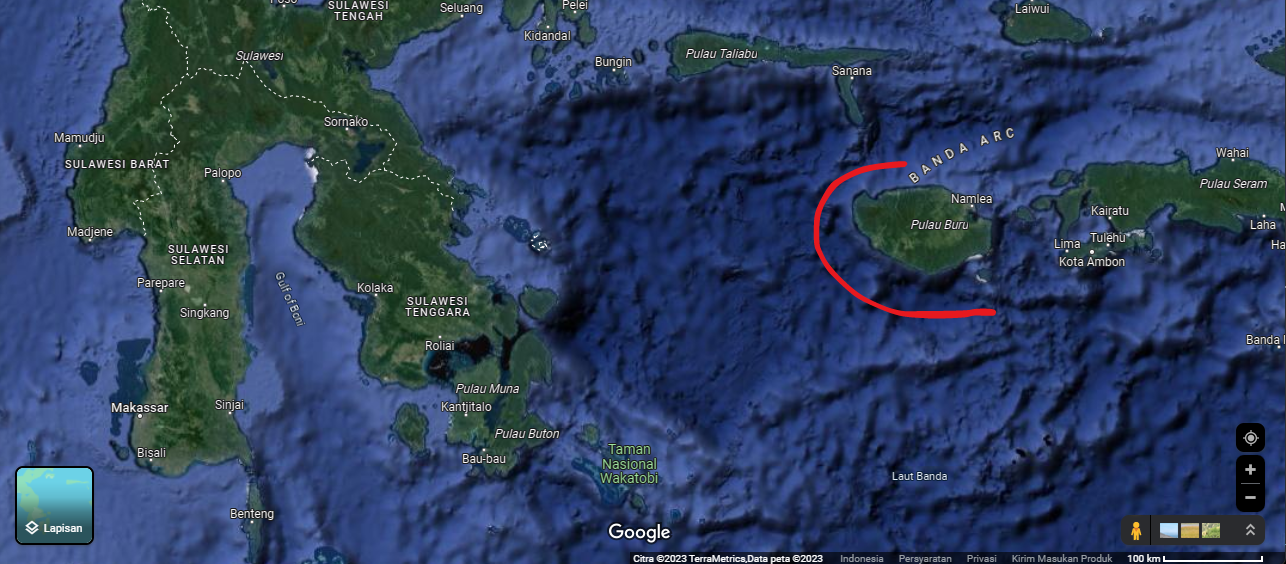 Pelei
SULAWESI
TENGAH
Seluang
Laiwui
Kidandal
Sulawesi
Pulau Taliabu
Bungin
Sanana
Sornako
BANDA ARC
Mamudju
SULAWESI BARAT
Palopo
Wahai
Pulau Seram
Namlea
Pulau Buru
Kairatu
Laha
Madjene
SULAWESI
SELATAN
Lima
Tulehu
Kota Ambon
Parepare
Gulf of Boni
Kolaka
SULAWESI
TENGGARA
Singkang
Roliai
Pulau Muna
Makassar
Sinjai
Kantjitalo
Pulau Buton
Bisali
Bau-bau
Taman
Nasional
Wakatobi
Laut Banda
Benteng
Lapisan
Google
Citra ©2023 TerraMetrics,Data peta ©2023 Indonesia Persyaratan Privasi Kirim Masukan Produk 100 km